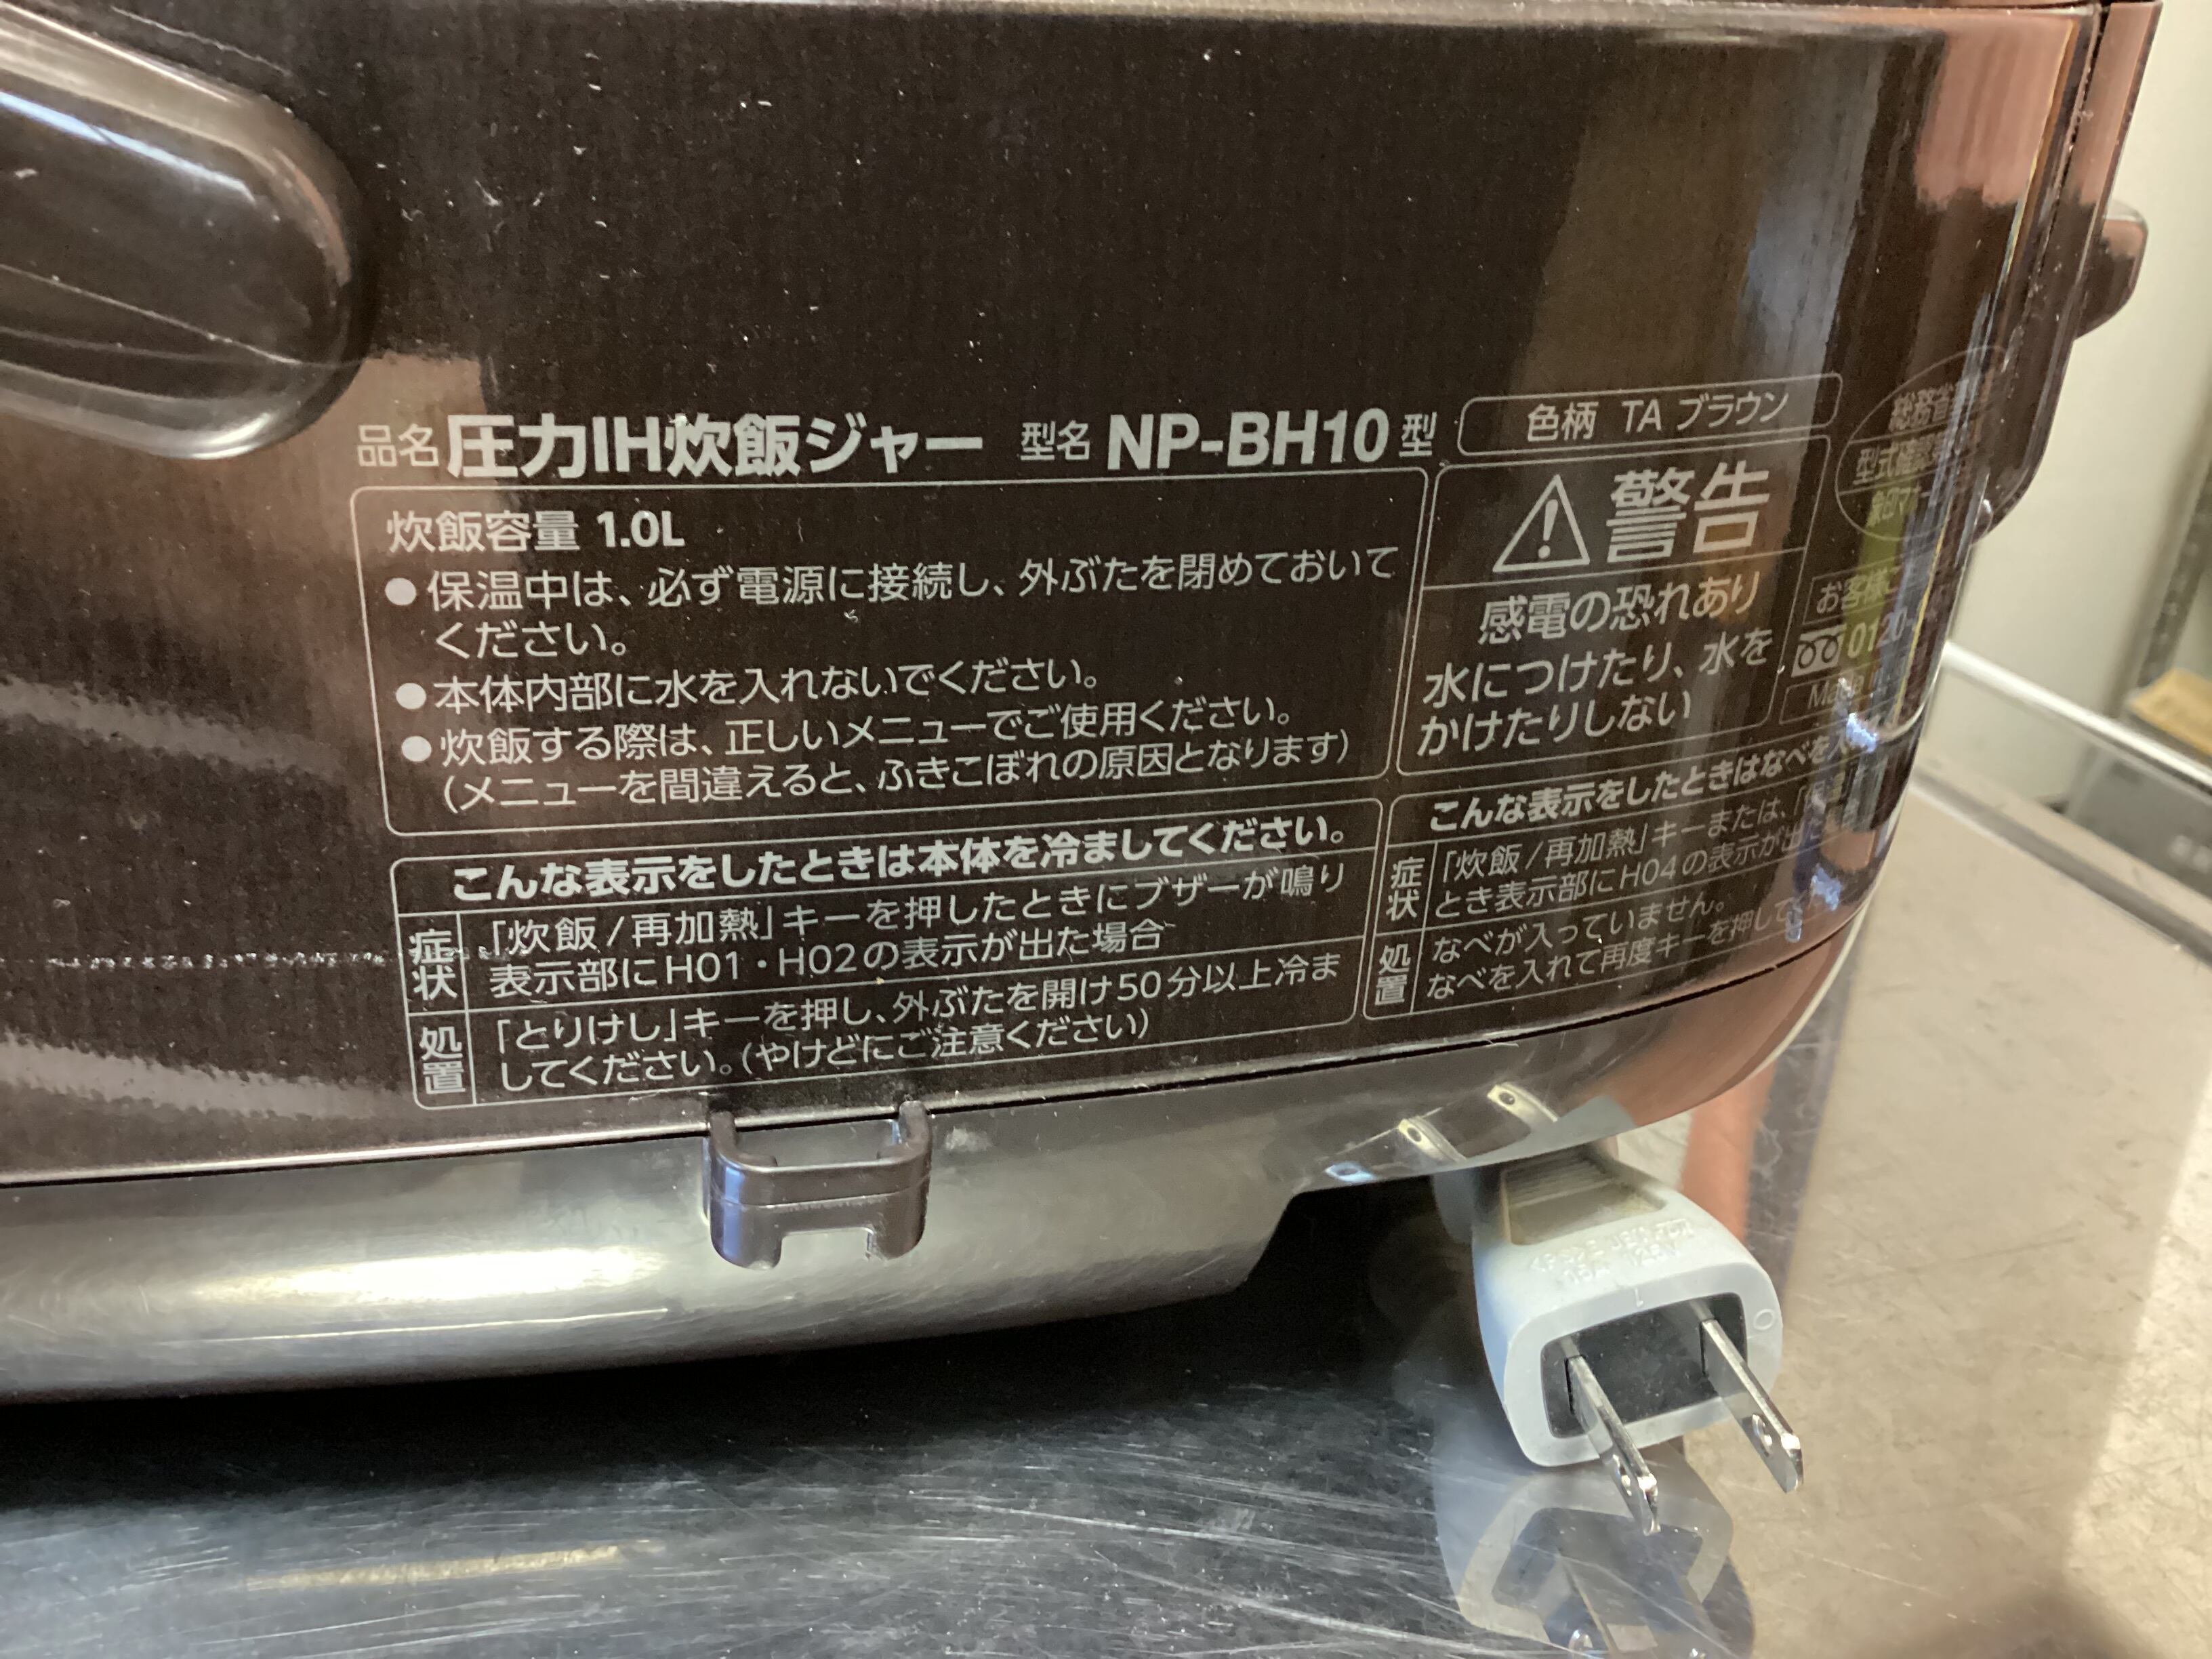 品名 圧力IH炊飯ジャー 型名 NP-BH10型
炊飯容量 1.0L
●保温中は、必ず電源に接続し、外ぶたを閉めておいて
ください。
●本体内部に水を入れないでください。
●炊飯する際は、正しいメニューでご使用ください。
(メニューを間違えると、ふきこぼれの原因となります)
こんな表示をしたときは本体を冷ましてください。
症状
「炊飯/再加熱」キーを押したときにブザーが鳴り
表示部にH01・H02の表示が出た場合
処置
「とりけし」キーを押し、外ぶたを開け50分以上冷ま
してください。(やけどにご注意ください)
色柄 TA ブラウン
警告
感電の恐れあり
水につけたり、水を
かけたりしない
こんな表示をしたときはなべを
症状
「炊飯/再加熱」キーまたは、「
とき表示部にH04の表示が出
処置
なべが入っていません。
なべを入れて再度キーを押して
総務省
型式
お客様
0120-
Made